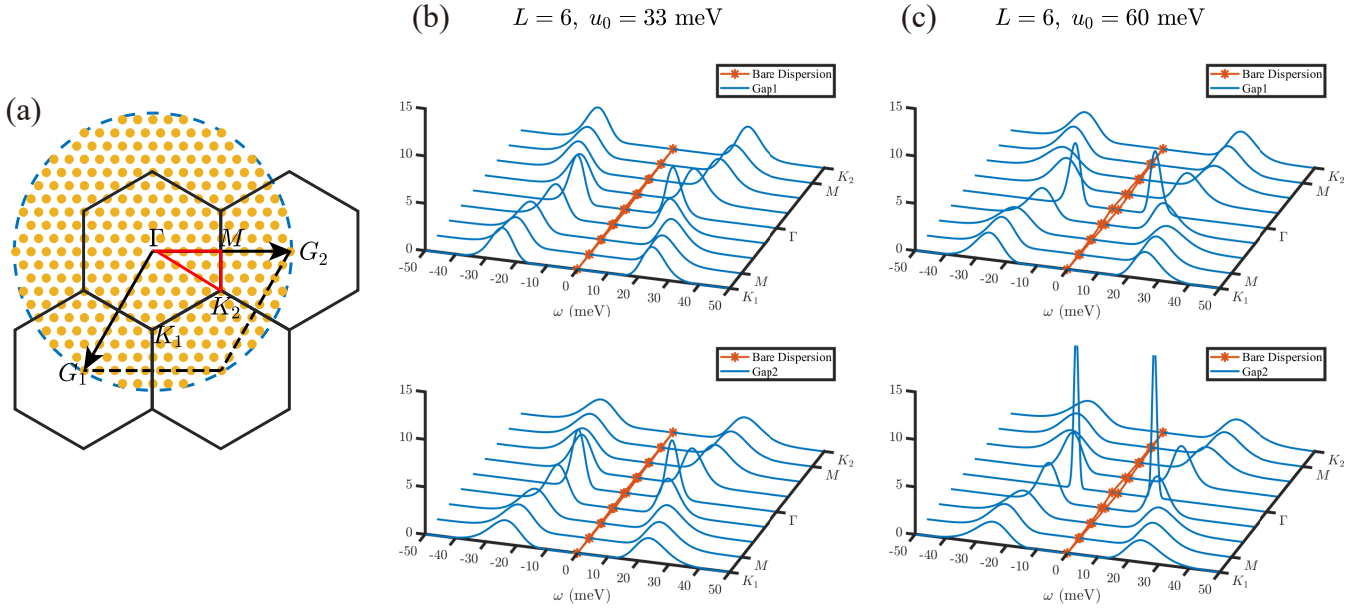 (a)
Γ
M
G₂
K₂
K₁
G₁
(b)
L = 6, u₀ = 33 meV
Bare Dispersion
Gap1
15
10
5
0
-50
-40
-30
-20
-10
0
10
20
30
40
50
ω (meV)
K₁
M
Γ
M
K₂
Bare Dispersion
Gap2
15
10
5
0
-50
-40
-30
-20
-10
0
10
20
30
40
50
ω (meV)
K₁
M
Γ
M
K₂
(c)
L = 6, u₀ = 60 meV
Bare Dispersion
Gap1
15
10
5
0
-50
-40
-30
-20
-10
0
10
20
30
40
50
ω (meV)
K₁
M
Γ
M
K₂
Bare Dispersion
Gap2
15
10
5
0
-50
-40
-30
-20
-10
0
10
20
30
40
50
ω (meV)
K₁
M
Γ
M
K₂